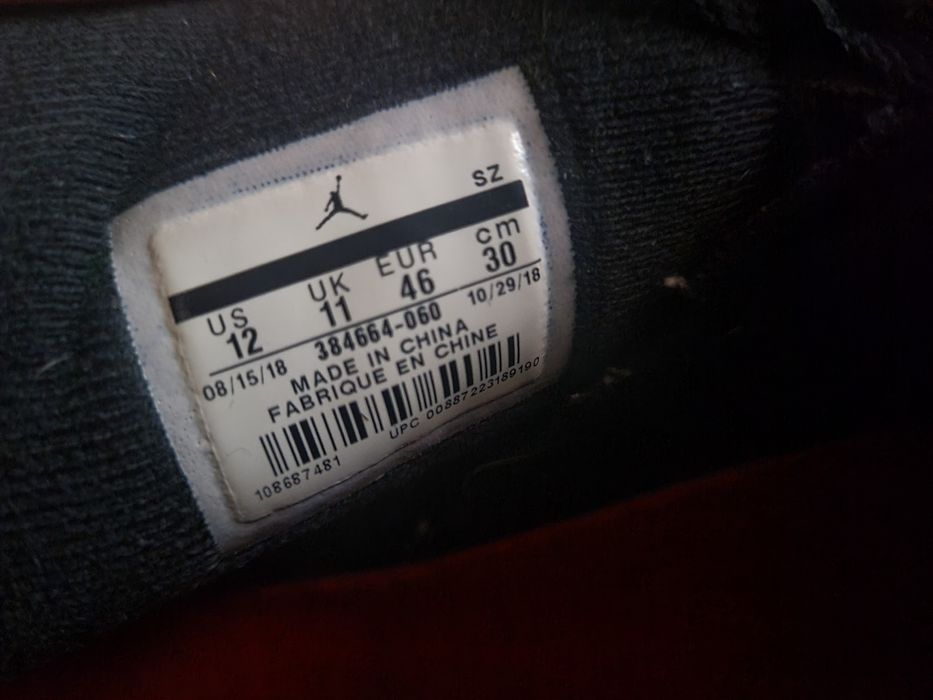 SZ
US UK EUR cm
12 11 46 30
08/15/18 384664-060 10/29/18
MADE IN CHINA
FABRIQUE EN CHINE
108687481 UPC 00887223189190